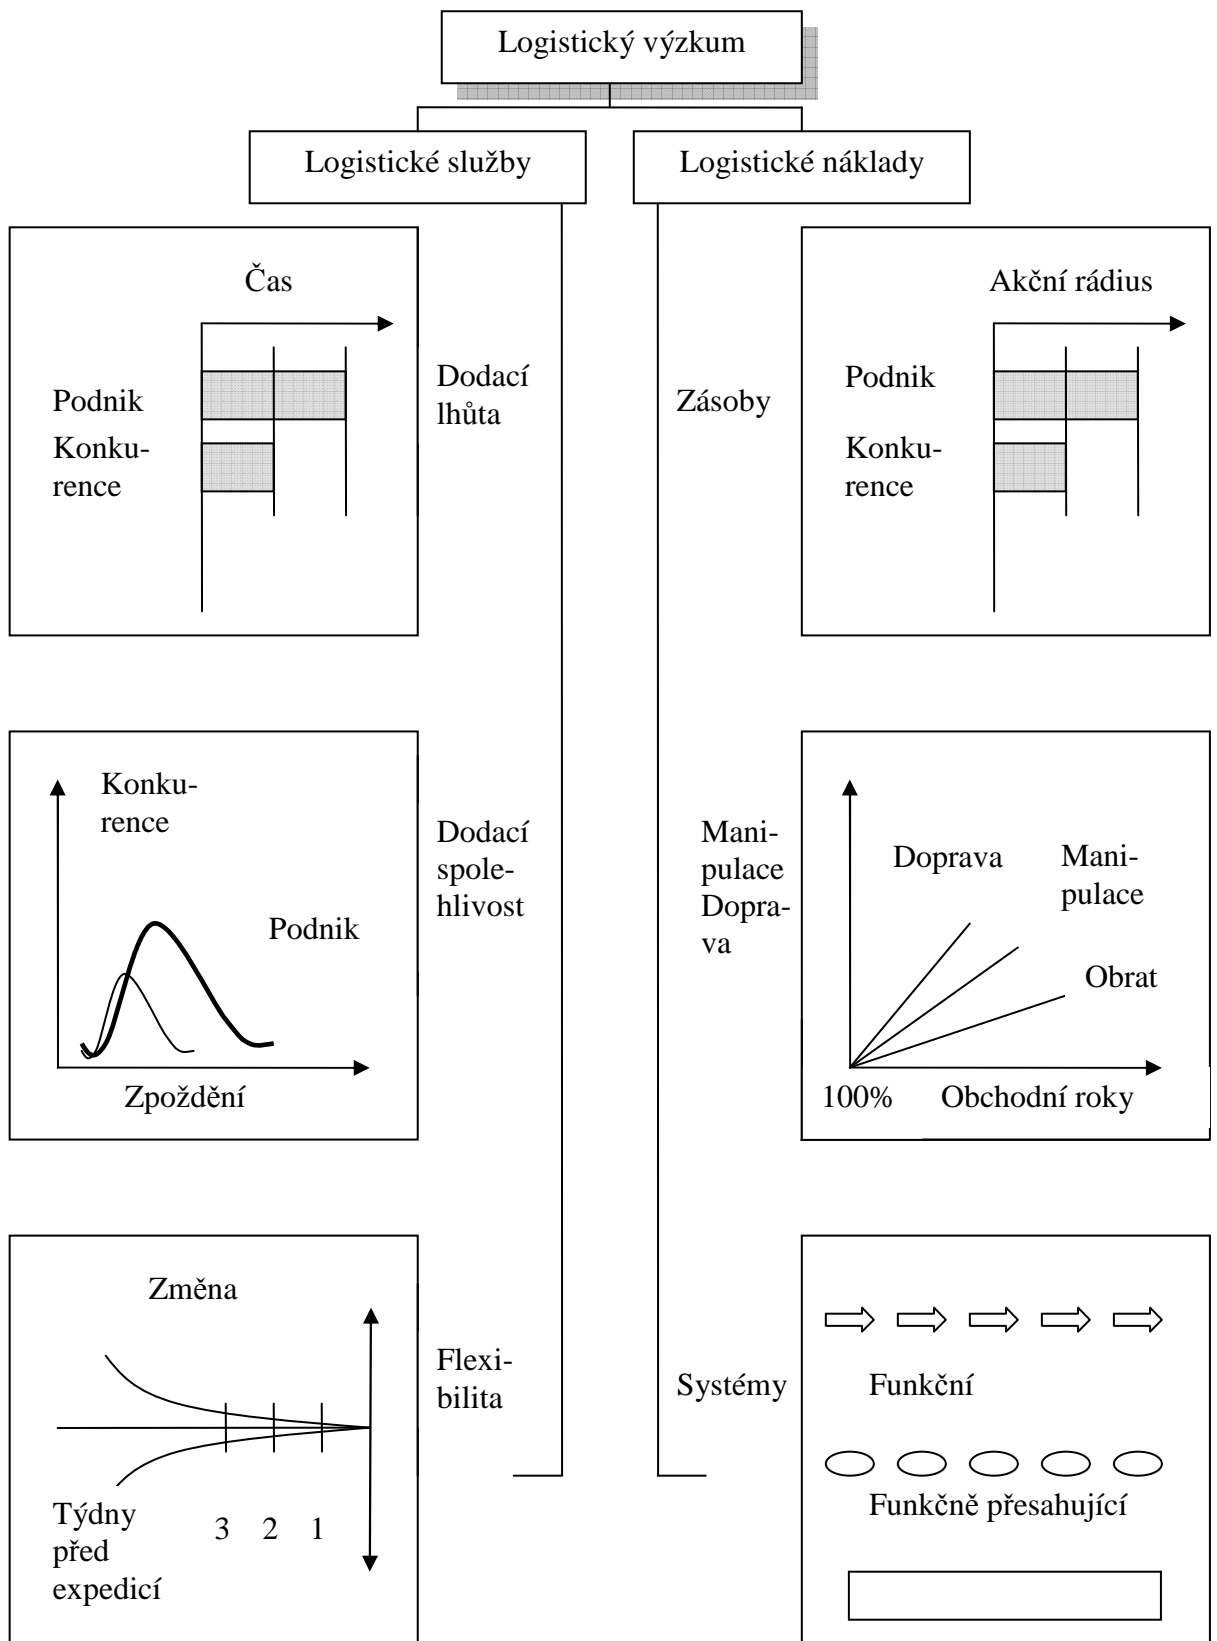 Logistický výzkum
Logistické služby
Logistické náklady
Čas
Podnik
Konku-
rence
Dodací
lhůta
Zásoby
Akční rádius
Podnik
Konku-
rence
Konku-
rence
Podnik
Zpoždění
Dodací
spole-
hlivost
Mani-
pulace
Dopra-
va
Doprava
Mani-
pulace
Obrat
100%
Obchodní roky
Změna
Týdny
před
expedicí
3 2 1
Flexi-
bilita
Systémy
Funkční
Funkčně přesahující